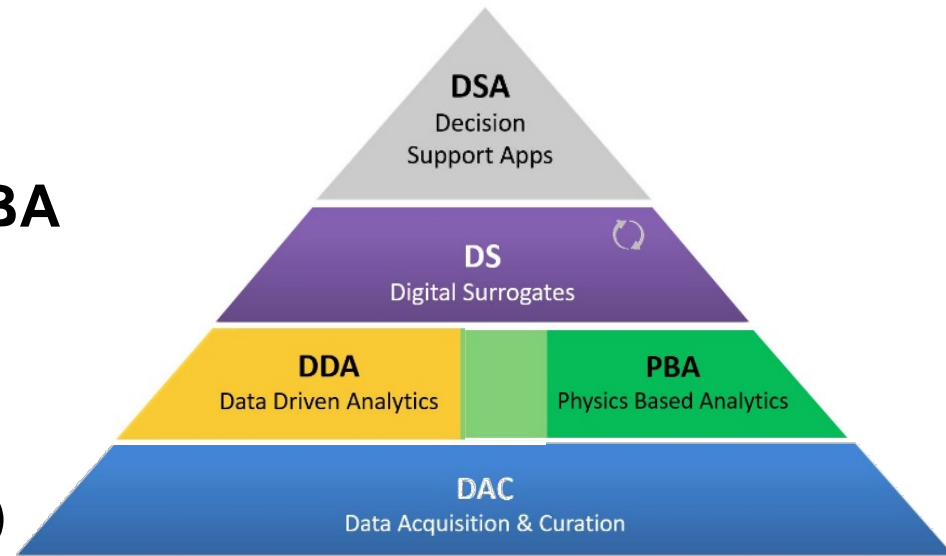 DSA
Decision
Support Apps
BA
DS
Digital Surrogates
DDA
Data Driven Analytics
PBA
Physics Based Analytics
)
DAC
Data Acquisition & Curation